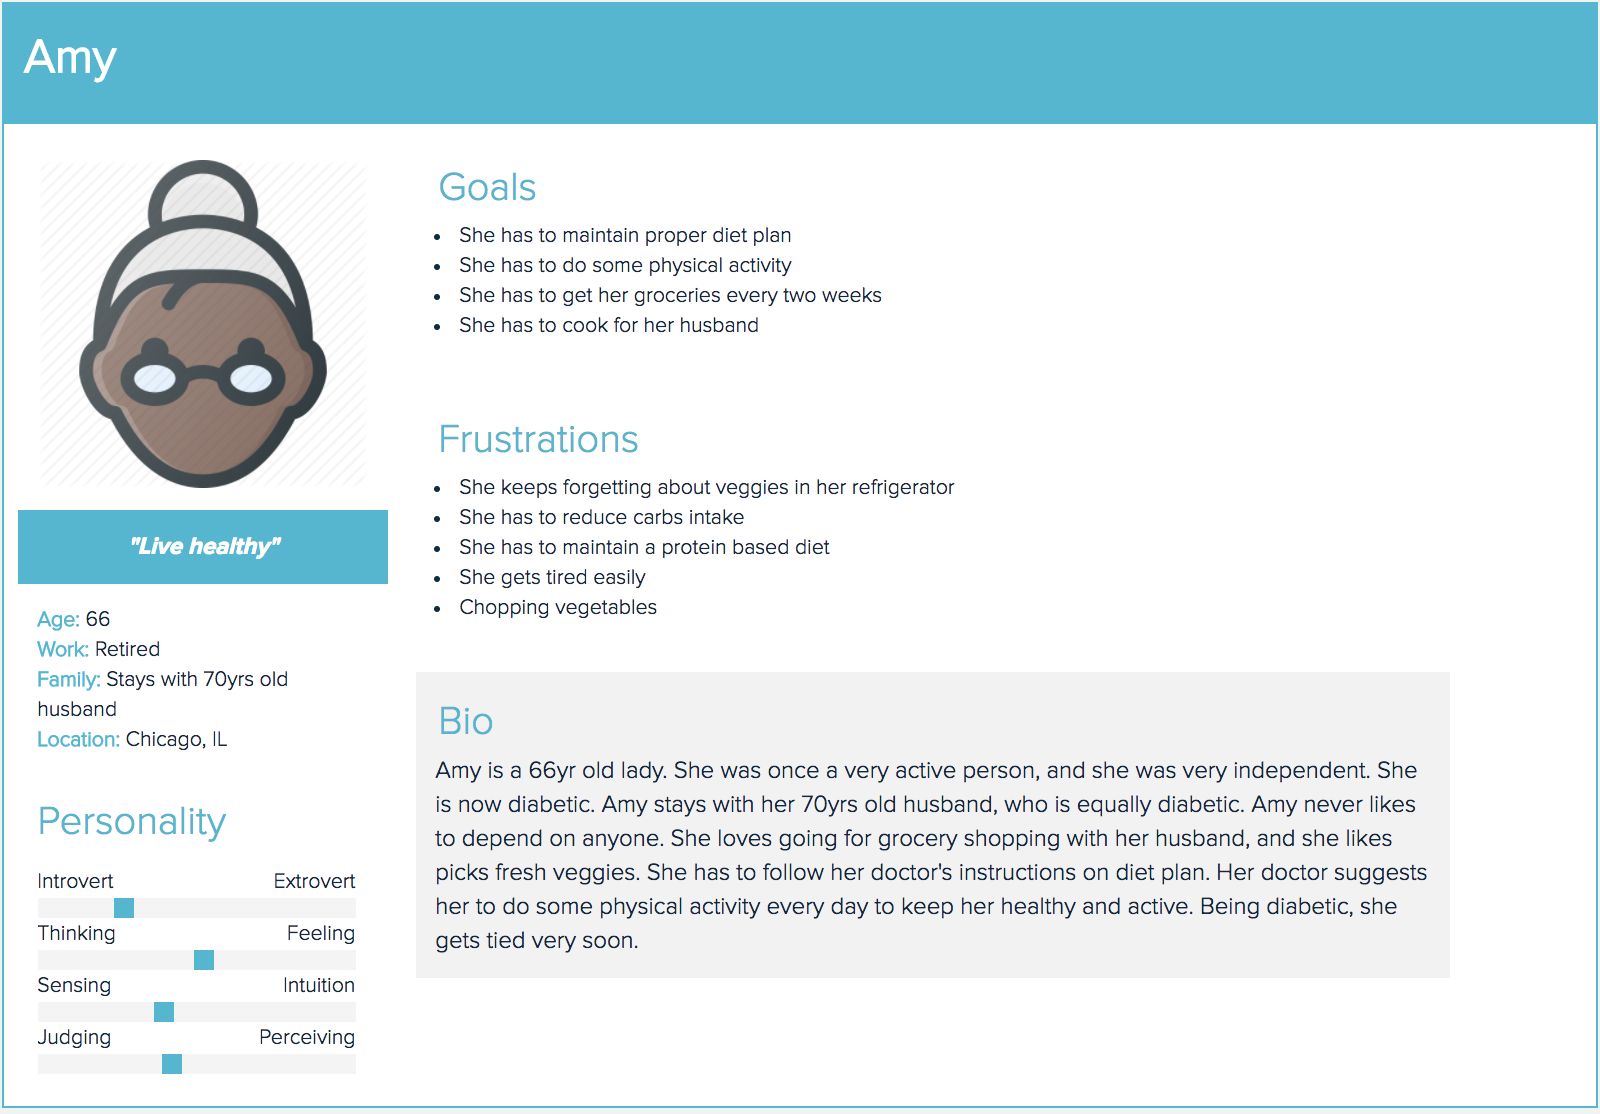 Amy
"Live healthy"
Age: 66
Work: Retired
Family: Stays with 70yrs old
husband
Location: Chicago, IL
Personality
Introvert Extrovert
Thinking Feeling
Sensing Intuition
Judging Perceiving
Goals
• She has to maintain proper diet plan
• She has to do some physical activity
• She has to get her groceries every two weeks
• She has to cook for her husband
Frustrations
• She keeps forgetting about veggies in her refrigerator
• She has to reduce carbs intake
• She has to maintain a protein based diet
• She gets tired easily
• Chopping vegetables
Bio
Amy is a 66yr old lady. She was once a very active person, and she was very independent. She
is now diabetic. Amy stays with her 70yrs old husband, who is equally diabetic. Amy never likes
to depend on anyone. She loves going for grocery shopping with her husband, and she likes
picks fresh veggies. She has to follow her doctor's instructions on diet plan. Her doctor suggests
her to do some physical activity every day to keep her healthy and active. Being diabetic, she
gets tied very soon.